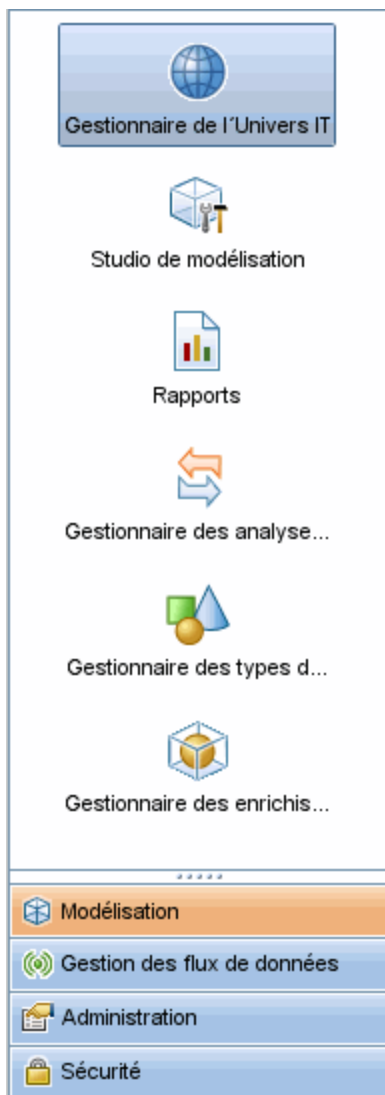 Gestionnaire de l´Univers IT
Studio de modélisation
Rapports
Gestionnaire des analyse...
Gestionnaire des types d...
Gestionnaire des enrichis...
Modélisation
Gestion des flux de données
Administration
Sécurité